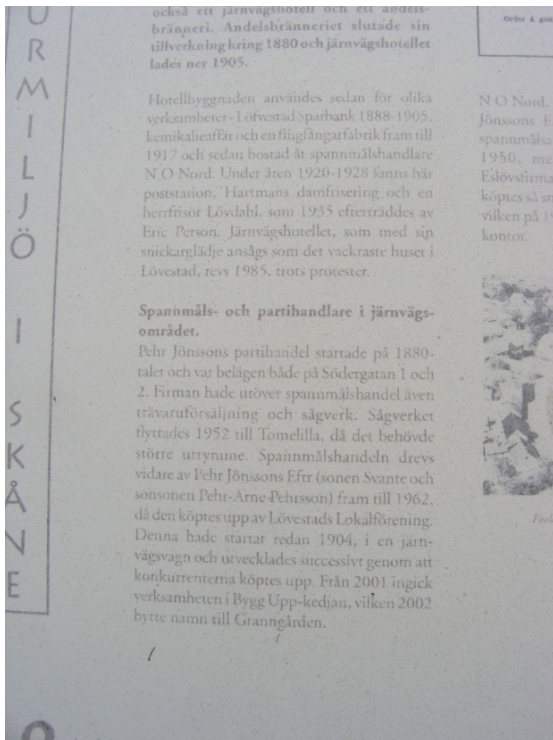 URMILJÖ I SKÅNE
också ett järnvägshotell och ett andels-
bränneri. Andelsbränneriet slutade sin
tillverkning kring 1880 och järnvägshotellet
lades ner 1905.
Hotellbyggnaden användes sedan för olika
verksamheter - Löfvestad Sparbank 1888-1905,
kemikalieaffär och en flugfångarfabrik fram till
1917 och sedan bostad åt spannmålshandlare
N O Nord. Under åren 1920-1928 fanns här
poststation, Hartmans damfrisering och en
herrfrisör Lövdahl, som 1935 efterträddes av
Eric Person. Järnvägshotellet, som med sin
snickarglädje ansågs som det vackraste huset i
Lövestad, revs 1985, trots protester.
Spannmåls- och partihandlare i järnvägs-
området.
Pehr Jönssons partihandel startade på 1880-
talet och var belägen både på Södergatan 1 och
2. Firman hade utöver spannmålshandel även
trävaruförsäljning och sågverk. Sågverket
flyttades 1952 till Tomelilla, då det behövde
större utrymme. Spannmålshandeln drevs
vidare av Pehr Jönssons Eftr (sonen Svante och
sonsonen Pehr-Arne Pehrsson) fram till 1962,
då den köptes upp av Lövestads Lokalförening.
Denna hade startat redan 1904, i en järn-
vägsvagn och utvecklades successivt genom att
konkurrenterna köptes upp. Från 2001 ingick
verksamheten i Bygg Upp-kedjan, vilken 2002
bytte namn till Granngården.
Order &
N O Nord,
Jönssons E
spannmåls
1950, me
Eslövsfirma
köptes så sm
vilken på 19
kontor.